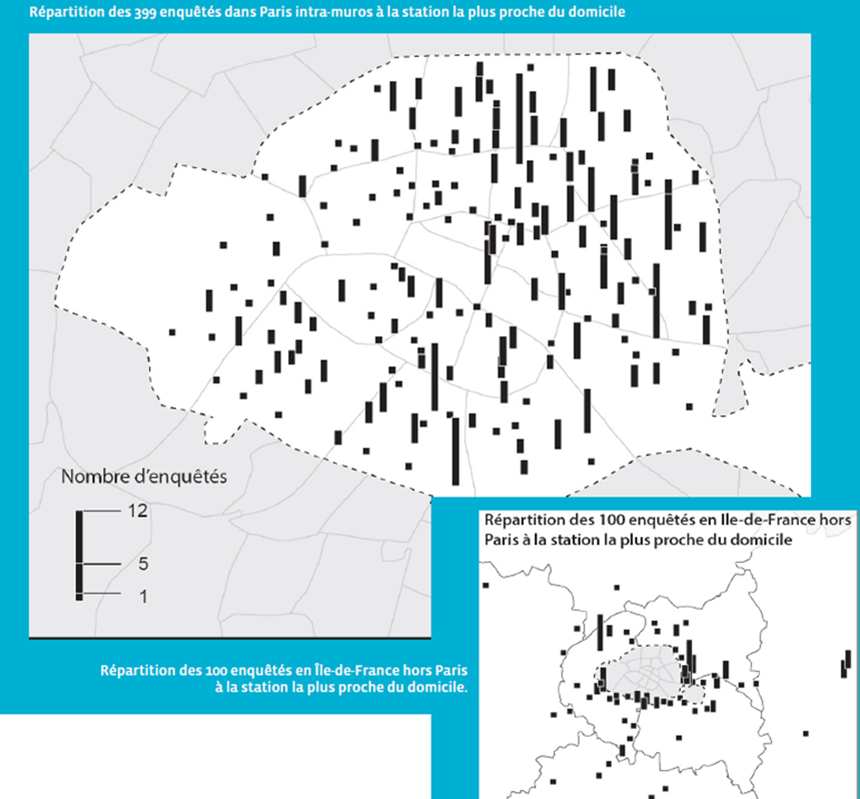 Répartition des 399 enquêtés dans Paris intra-muros à la station la plus proche du domicile
Nombre d'enquêtés
12
5
1
Répartition des 100 enquêtés en Ile-de-France hors
Paris à la station la plus proche du domicile
Répartition des 100 enquêtés en Île-de-France hors Paris
à la station la plus proche du domicile.